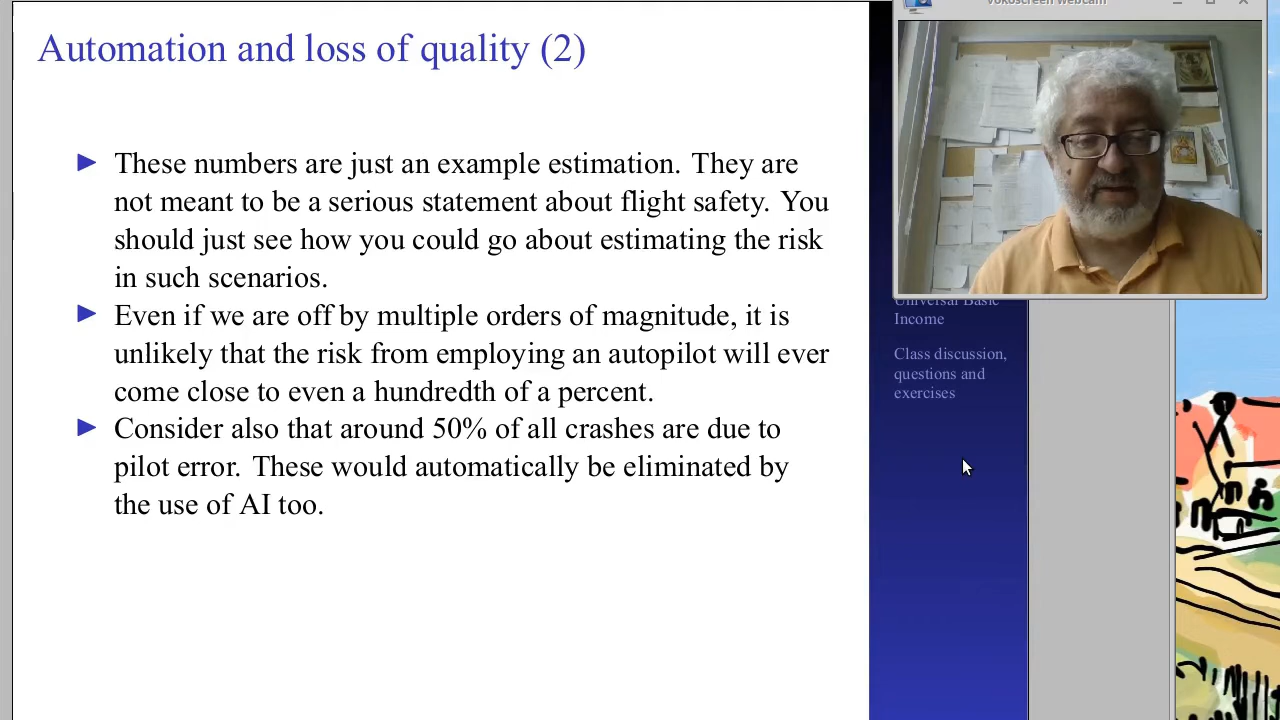 Automation and loss of quality (2)
These numbers are just an example estimation. They are
not meant to be a serious statement about flight safety. You
should just see how you could go about estimating the risk
in such scenarios.
Even if we are off by multiple orders of magnitude, it is
unlikely that the risk from employing an autopilot will ever
come close to even a hundredth of a percent.
Consider also that around 50% of all crashes are due to
pilot error. These would automatically be eliminated by
the use of AI too.
vokoscreen webcam
Universal Basic
Income
Class discussion,
questions and
exercises